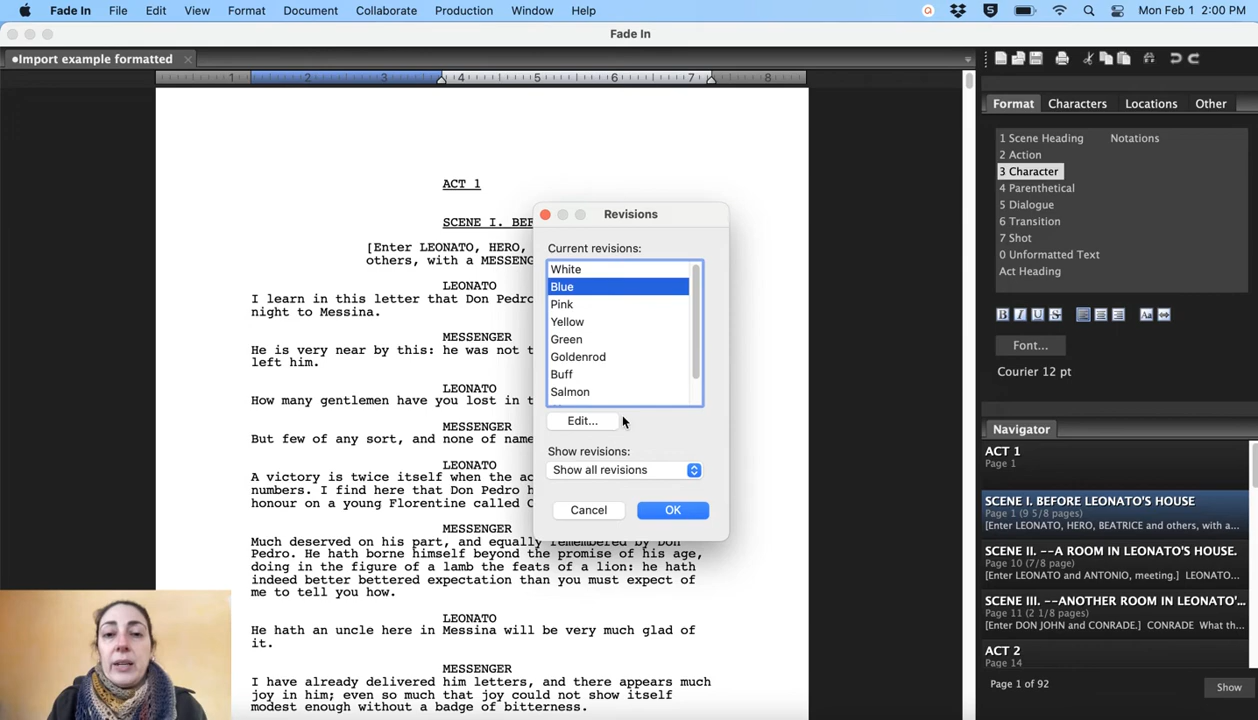 Fade In File Edit View Format Document Collaborate Production Window Help Mon Feb 1 2:00 PM
Fade In
•Import example formatted
1 2 3 4 5 6 7 8
Format Characters Locations Other
1 Scene Heading Notations
2 Action
3 Character
4 Parenthetical
5 Dialogue
6 Transition
7 Shot
0 Unformatted Text
Act Heading
B I U S Aa
Font...
Courier 12 pt
Navigator
ACT 1
Page 1
SCENE I. BEFORE LEONATO'S HOUSE
Page 1 (9 5/8 pages)
[Enter LEONATO, HERO, BEATRICE and others, with a...
SCENE II. --A ROOM IN LEONATO'S HOUSE.
Page 10 (7/8 page)
[Enter LEONATO and ANTONIO, meeting.] LEONATO...
SCENE III. --ANOTHER ROOM IN LEONATO'...
Page 11 (2 1/8 pages)
[Enter DON JOHN and CONRADE.] CONRADE What th...
ACT 2
Page 14
Page 1 of 92
Show
ACT 1
SCENE I. BEF
[Enter LEONATO, HERO,
others, with a MESSENG
LEONATO
I learn in this letter that Don Pedro
night to Messina.
MESSENGER
He is very near by this: he was not t
left him.
LEONATO
How many gentlemen have you lost in t
MESSENGER
But few of any sort, and none of name
LEONATO
A victory is twice itself when the ac
numbers. I find here that Don Pedro h
honour on a young Florentine called C
MESSENGER
Much deserved on his part, and equally remembered by Don
Pedro. He hath borne himself beyond the promise of his age,
doing in the figure of a lamb the feats of a lion: he hath
indeed better bettered expectation than you must expect of
me to tell you how.
LEONATO
He hath an uncle here in Messina will be very much glad of
it.
MESSENGER
I have already delivered him letters, and there appears much
joy in him; even so much that joy could not show itself
modest enough without a badge of bitterness.
Revisions
Current revisions:
White
Blue
Pink
Yellow
Green
Goldenrod
Buff
Salmon
Edit...
Show revisions:
Show all revisions
Cancel OK